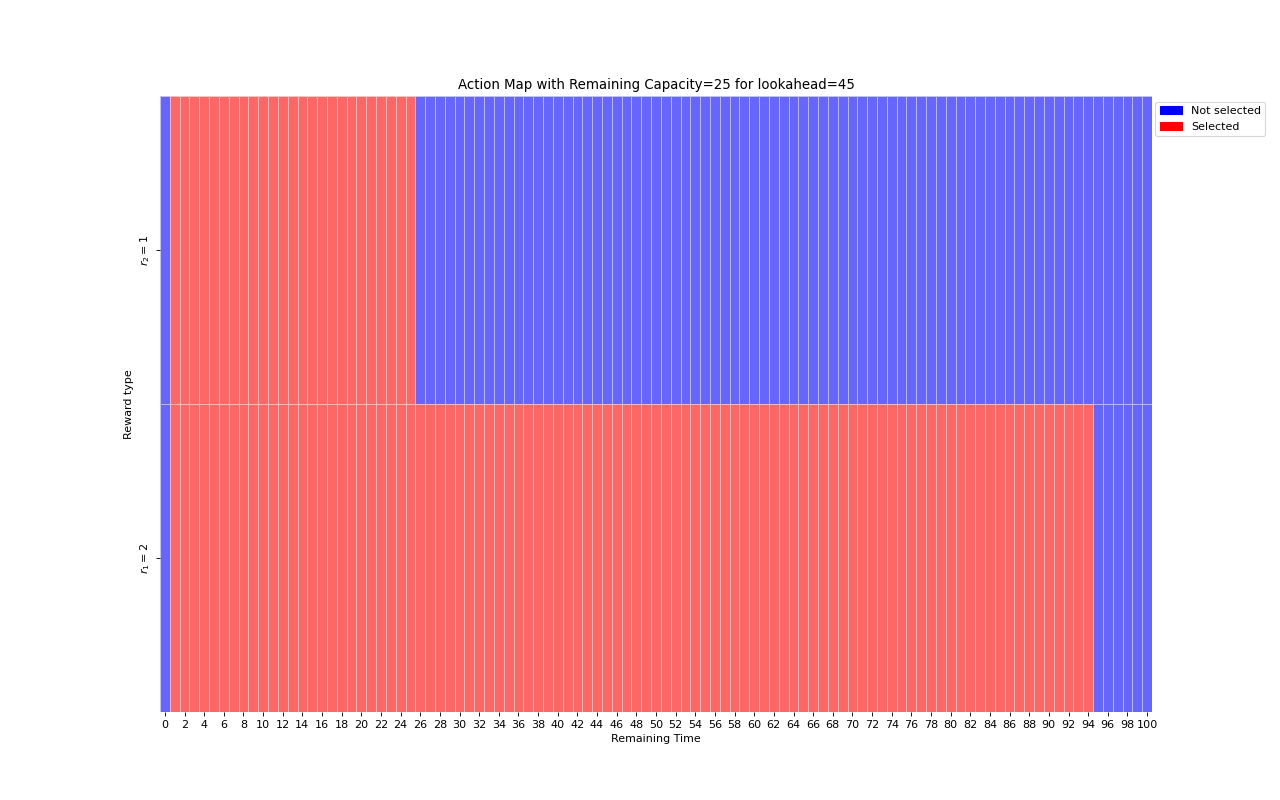 Action Map with Remaining Capacity=25 for lookahead=45
Not selected
Selected
r₂ = 1
Reward type
r₁ = 2
0 2 4 6 8 10 12 14 16 18 20 22 24 26 28 30 32 34 36 38 40 42 44 46 48 50 52 54 56 58 60 62 64 66 68 70 72 74 76 78 80 82 84 86 88 90 92 94 96 98 100
Remaining Time